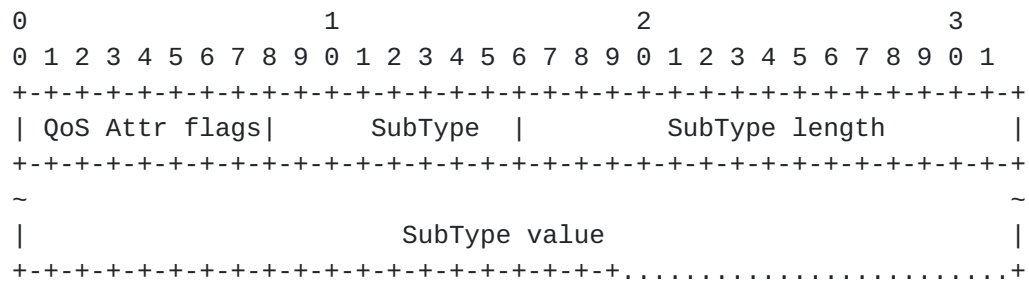 0                   1                   2                   3
0 1 2 3 4 5 6 7 8 9 0 1 2 3 4 5 6 7 8 9 0 1 2 3 4 5 6 7 8 9 0 1
+-+-+-+-+-+-+-+-+-+-+-+-+-+-+-+-+-+-+-+-+-+-+-+-+-+-+-+-+-+-+-+-+
| QoS Attr flags|      SubType  |         SubType length        |
+-+-+-+-+-+-+-+-+-+-+-+-+-+-+-+-+-+-+-+-+-+-+-+-+-+-+-+-+-+-+-+-+
~                                                               ~
|                        SubType value                          |
+-+-+-+-+-+-+-+-+-+-+-+-+-+-+-+-+-+-+-+-+.........................+